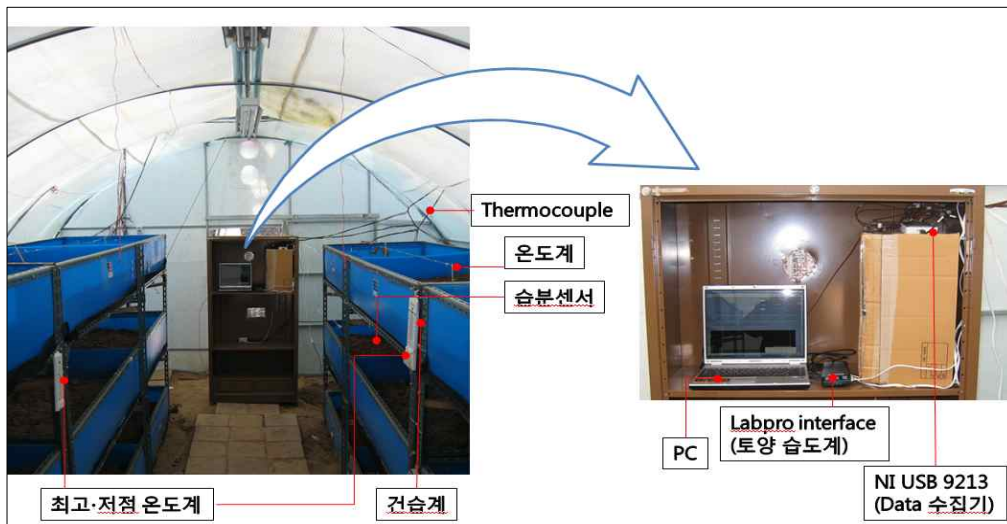 Thermocouple
온도계
습분센서
최고·저점 온도계
건습계
PC
Labpro interface
(토양 습도계)
NI USB 9213
(Data 수집기)